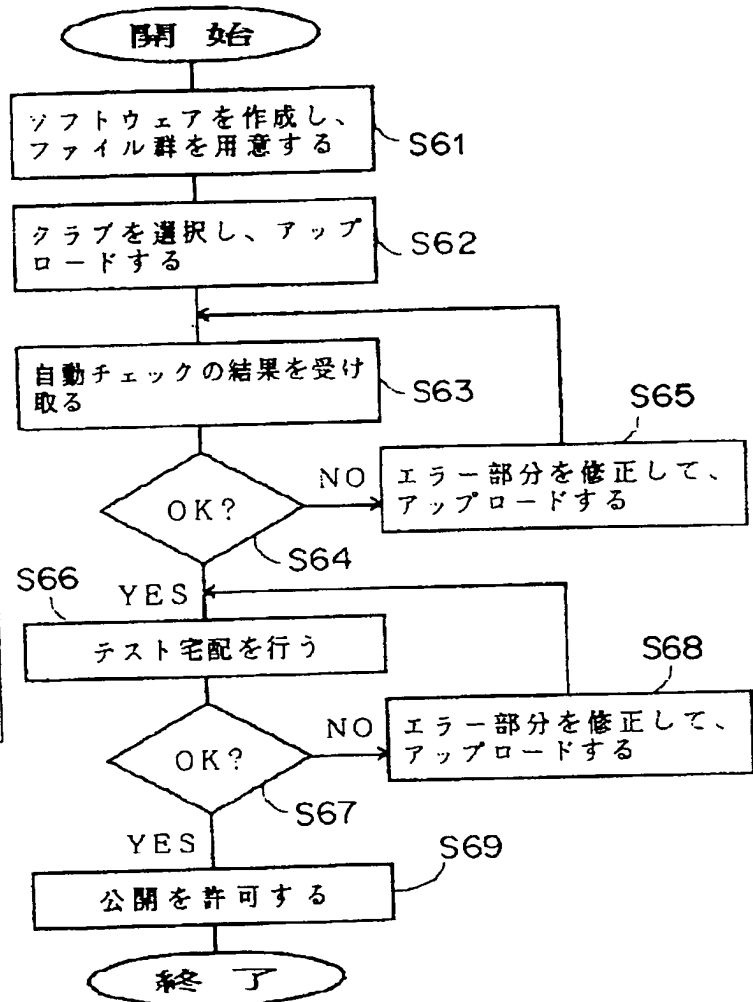 開始
ソフトウェアを作成し、
ファイル群を用意する
S61
クラブを選択し、アップ
ロードする
S62
自動チェックの結果を受け
取る
S63
OK?
S64
NO
エラー部分を修正して、
アップロードする
S65
YES
S66
テスト宅配を行う
OK?
S67
NO
エラー部分を修正して、
アップロードする
S68
YES
公開を許可する
S69
終了